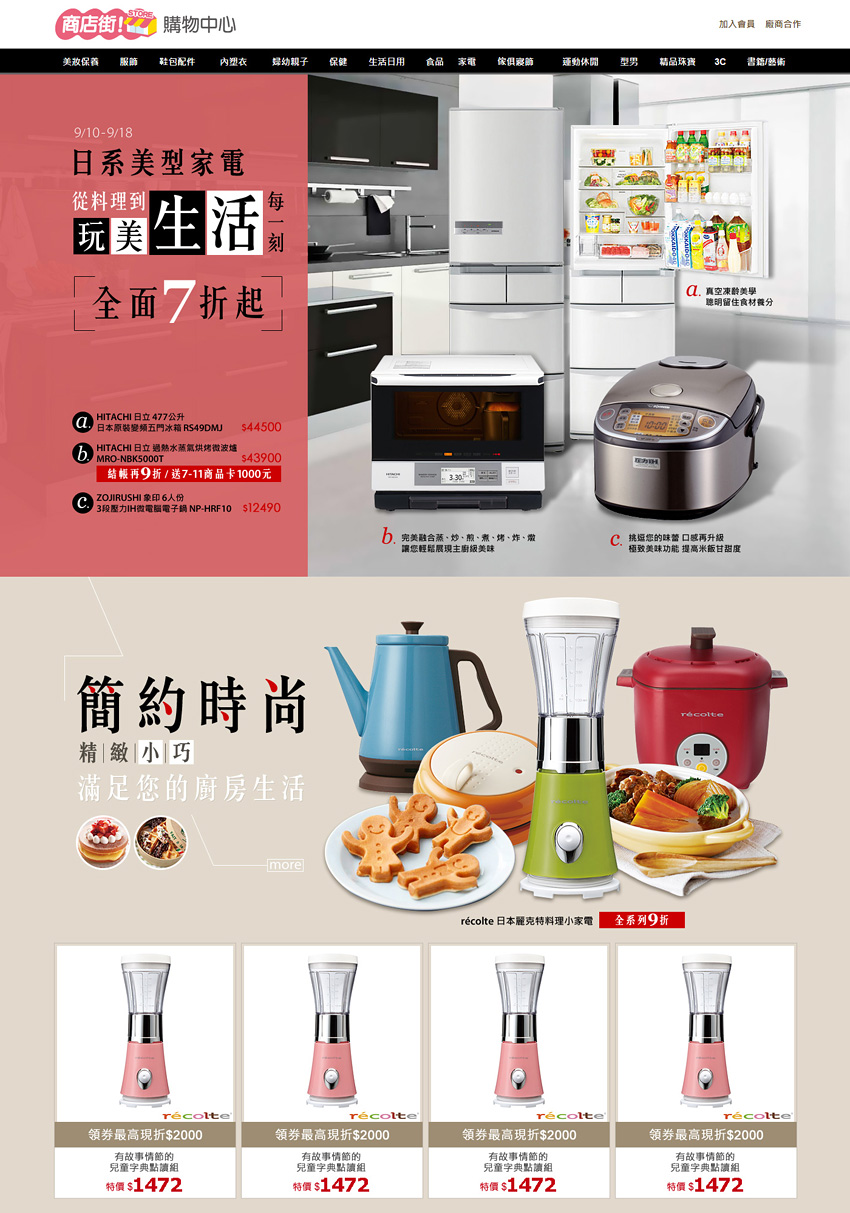 商店街! STORE 購物中心
加入會員 廠商合作
美妝保養 服飾 鞋包配件 內塑衣 婦幼親子 保健 生活日用 食品 家電 傢俱寢飾 運動休閒 型男 精品珠寶 3C 書籍/藝術
9/10-9/18
日系美型家電
從料理到
玩美生活
每一刻
全面7折起
a. 真空凍齡美學
聰明留住食材養分
a. HITACHI 日立 477公升
日本原裝變頻五門冰箱 RS49DMJ $44500
b. HITACHI 日立 過熱水蒸氣烘烤微波爐
MRO-NBK5000T $43900
結帳再9折 / 送7-11商品卡1000元
c. ZOJIRUSHI 象印 6人份
3段壓力IH微電腦電子鍋 NP-HRF10 $12490
b. 完美融合蒸、炒、煎、煮、烤、炸、燉
讓您輕鬆展現主廚級美味
c. 挑逗您的味蕾 口感再升級
極致美味功能 提高米飯甘甜度
HITACHI
3.30
10:00
壓力IH
簡約時尚
精緻小巧
滿足您的廚房生活
more
récolte
récolte
récolte 日本麗克特料理小家電 全系列9折
récolte récolte récolte récolte
領券最高現折$2000 領券最高現折$2000 領券最高現折$2000 領券最高現折$2000
有故事情節的 有故事情節的 有故事情節的 有故事情節的
兒童字典點讀組 兒童字典點讀組 兒童字典點讀組 兒童字典點讀組
特價 $1472 特價 $1472 特價 $1472 特價 $1472